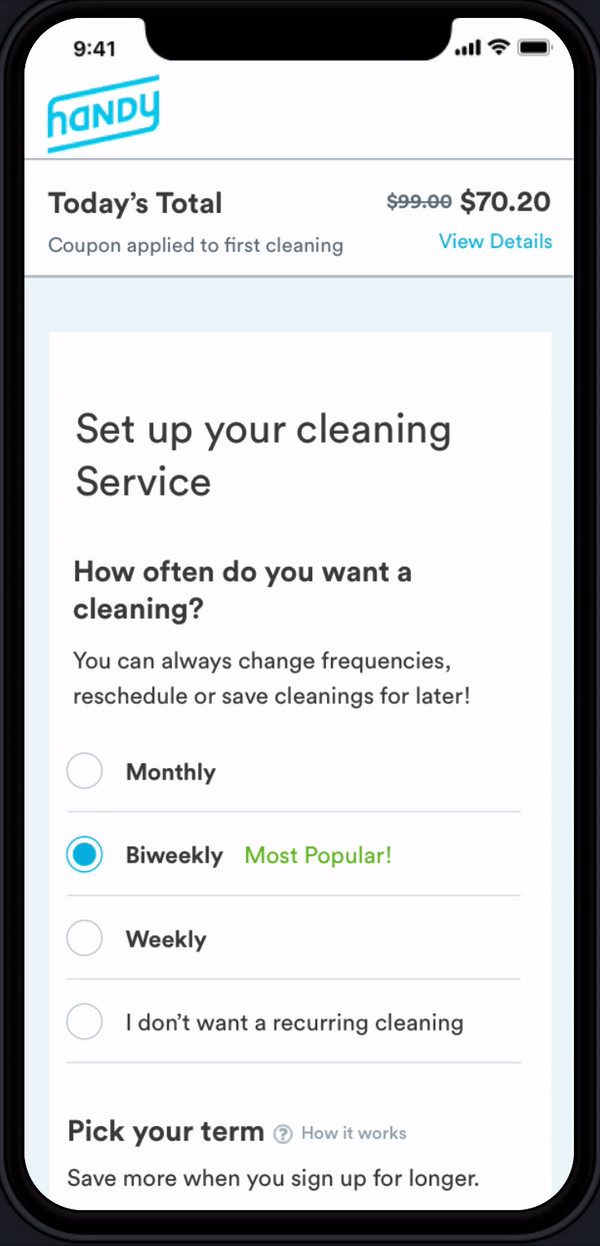 9:41
HANDY
Today’s Total
$99.00 $70.20
Coupon applied to first cleaning
View Details
Set up your cleaning
Service
How often do you want a
cleaning?
You can always change frequencies,
reschedule or save cleanings for later!
Monthly
Biweekly Most Popular!
Weekly
I don’t want a recurring cleaning
Pick your term ? How it works
Save more when you sign up for longer.